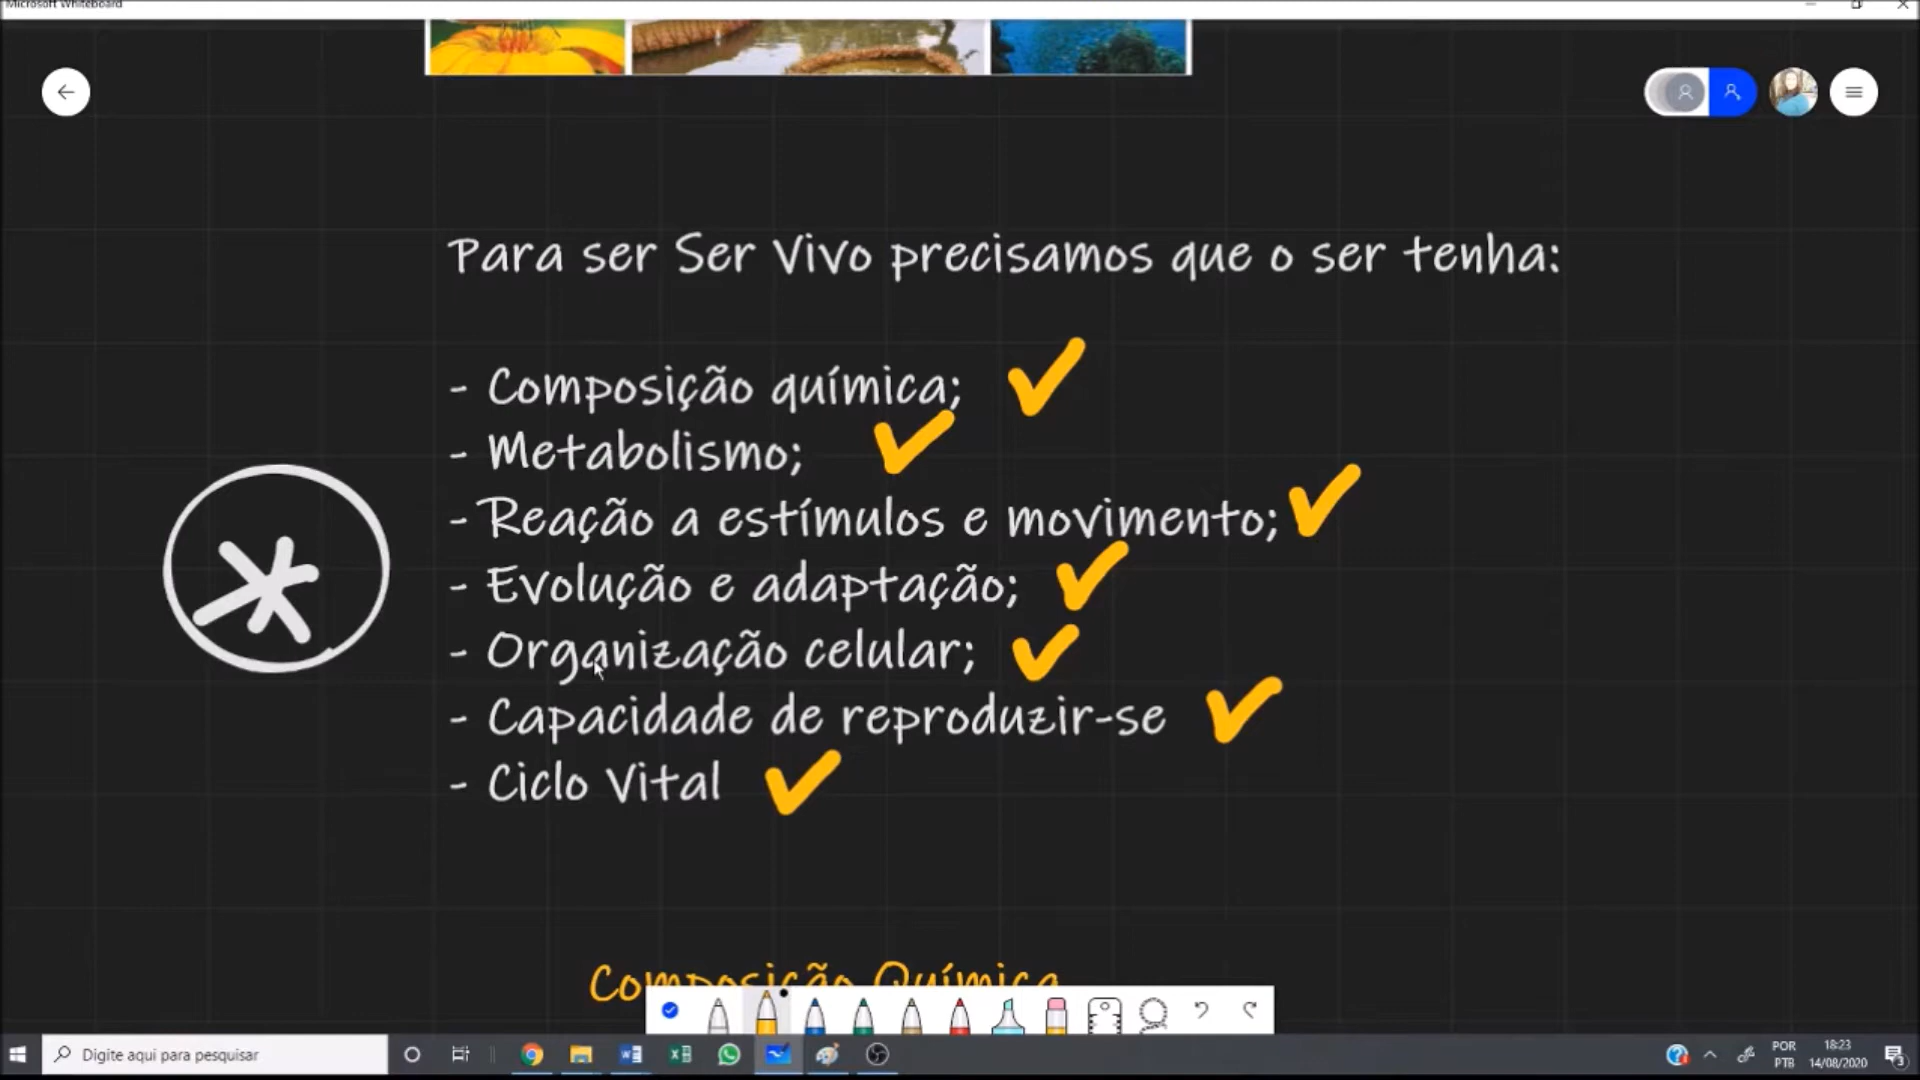 Microsoft Whiteboard
Para ser Ser Vivo precisamos que o ser tenha:
- Composição química;
- Metabolismo;
- Reação a estímulos e movimento;
- Evolução e adaptação;
- Organização celular;
- Capacidade de reproduzir-se
- Ciclo Vital
Composição Química
Digite aqui para pesquisar
POR
PTB
18:23
14/08/2020
3